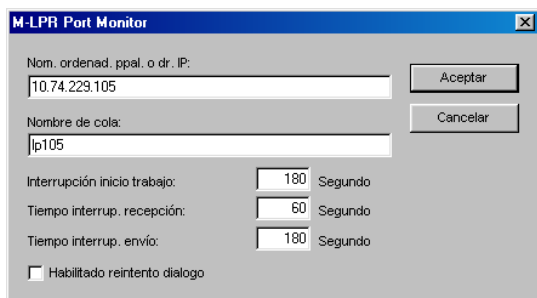 M-LPR Port Monitor
Nom. ordenad. ppal. o dr. IP:
10.74.229.105
Aceptar
Nombre de cola:
lp105
Cancelar
Interrupción inicio trabajo: 180 Segundo
Tiempo interrup. recepción: 60 Segundo
Tiempo interrup. envío: 180 Segundo
Habilitado reintento dialogo